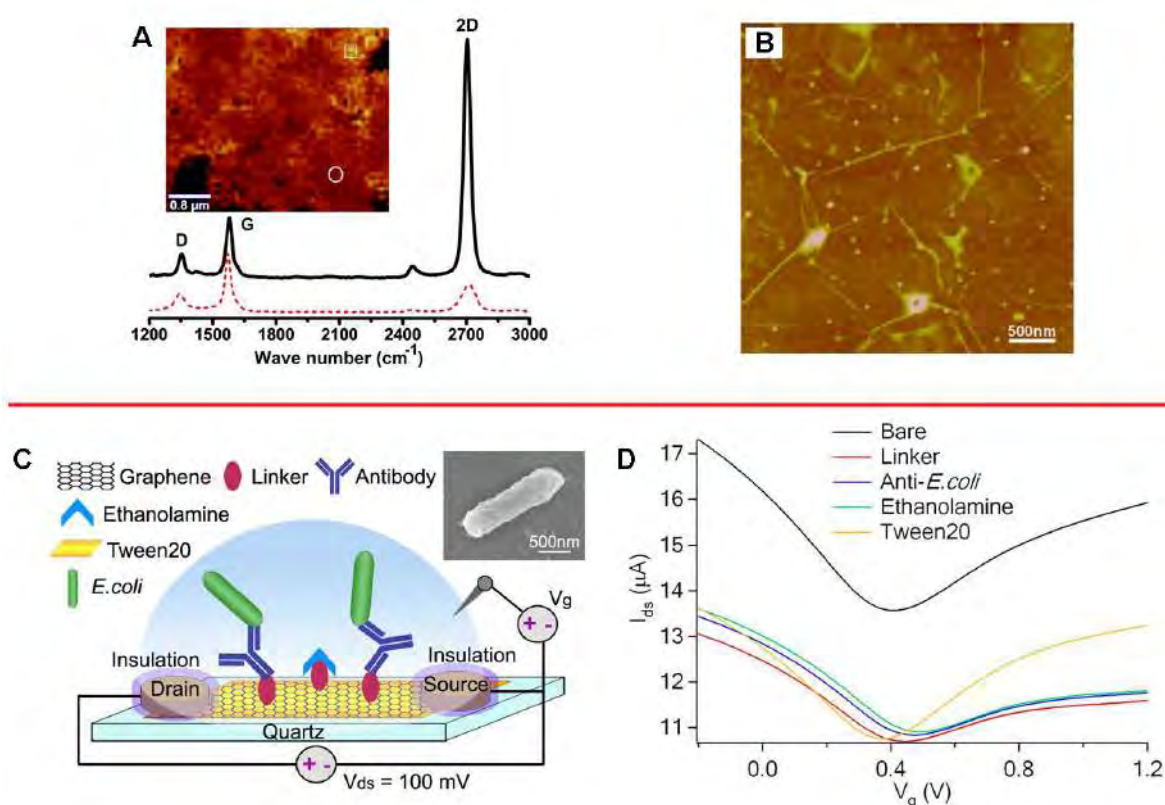 A
2D
0.8 µm
D
G
1200 1500 1800 2100 2400 2700 3000
Wave number (cm⁻¹)
B
500nm
C
Graphene
Linker
Antibody
Ethanolamine
Tween20
E.coli
500nm
Vg
+ -
Insulation
Drain
Insulation
Source
Quartz
+ -
Vds = 100 mV
D
Bare
Linker
Anti-E.coli
Ethanolamine
Tween20
17
16
15
14
13
12
11
Ids (µA)
0.0 0.4 0.8 1.2
Vg (V)